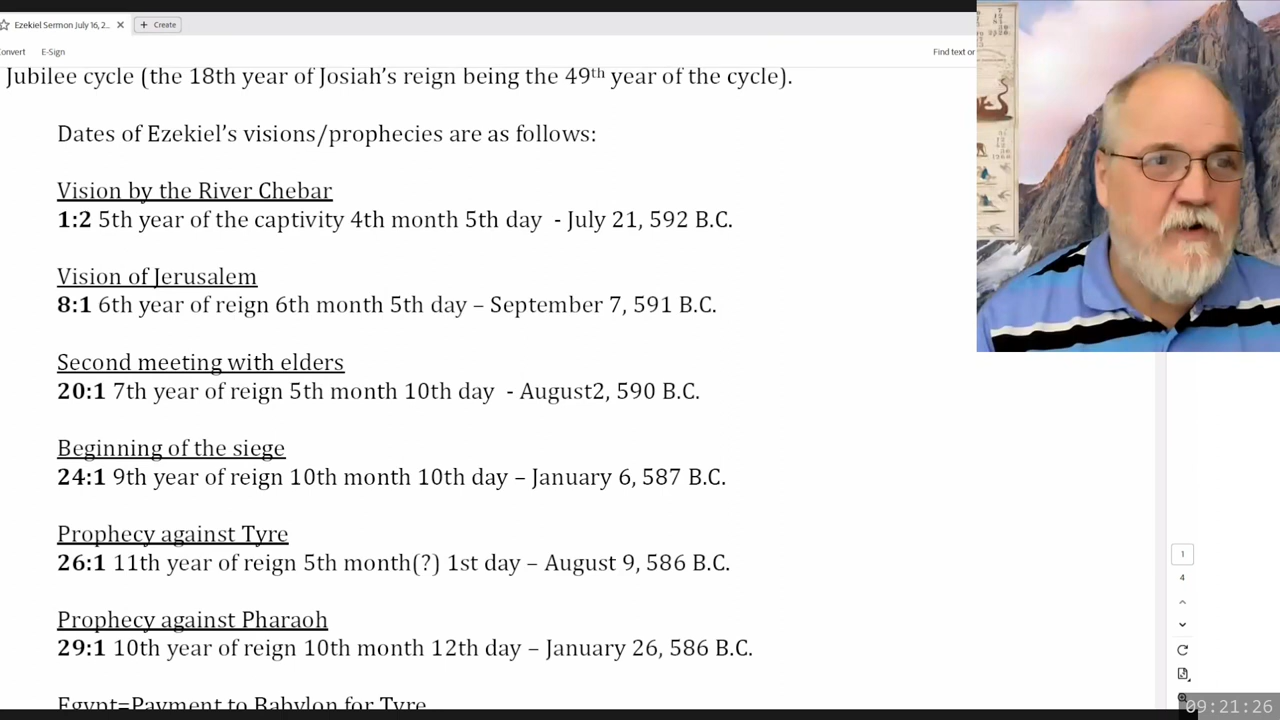 Ezekiel Sermon July 16, 2...
Create
onvert
E-Sign
Find text or
Jubilee cycle (the 18th year of Josiah's reign being the 49th year of the cycle).
Dates of Ezekiel's visions/prophecies are as follows:
Vision by the River Chebar
1:2 5th year of the captivity 4th month 5th day - July 21, 592 B.C.
Vision of Jerusalem
8:1 6th year of reign 6th month 5th day – September 7, 591 B.C.
Second meeting with elders
20:1 7th year of reign 5th month 10th day - August2, 590 B.C.
Beginning of the siege
24:1 9th year of reign 10th month 10th day – January 6, 587 B.C.
Prophecy against Tyre
26:1 11th year of reign 5th month(?) 1st day – August 9, 586 B.C.
Prophecy against Pharaoh
29:1 10th year of reign 10th month 12th day – January 26, 586 B.C.
Egypt=Payment to Babylon for Tyre
1
4
09:21:26